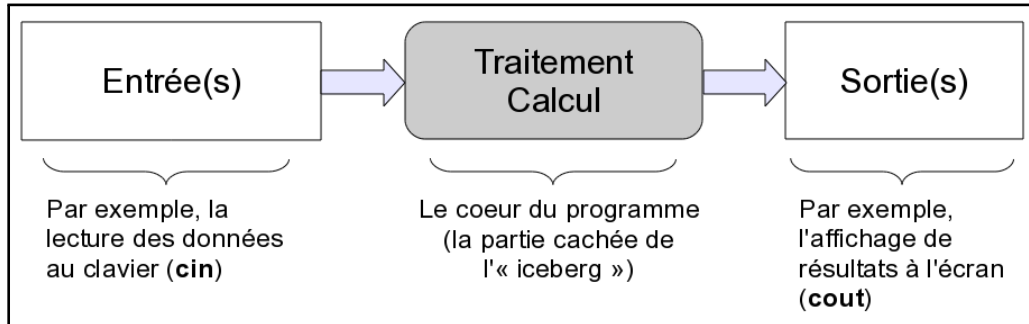 Entrée(s)
Traitement
Calcul
Sortie(s)
Par exemple, la
lecture des données
au clavier (cin)
Le coeur du programme
(la partie cachée de
l'« iceberg »)
Par exemple,
l'affichage de
résultats à l'écran
(cout)